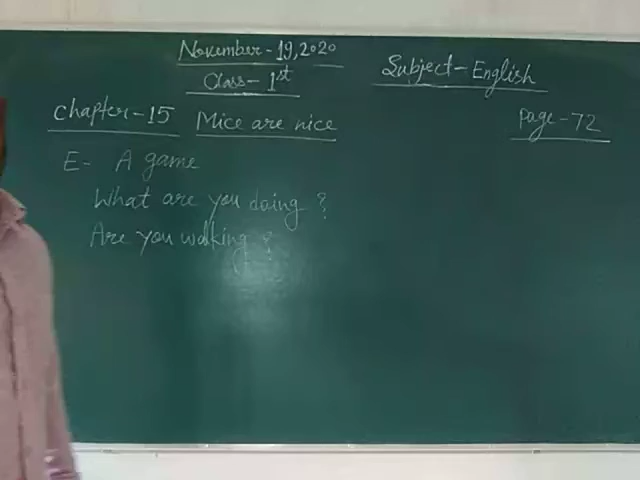 November-19,2020
Class-1st
Subject-English
Chapter-15 Mice are nice
Page-72
E- A game
What are you doing?
Are you walking?